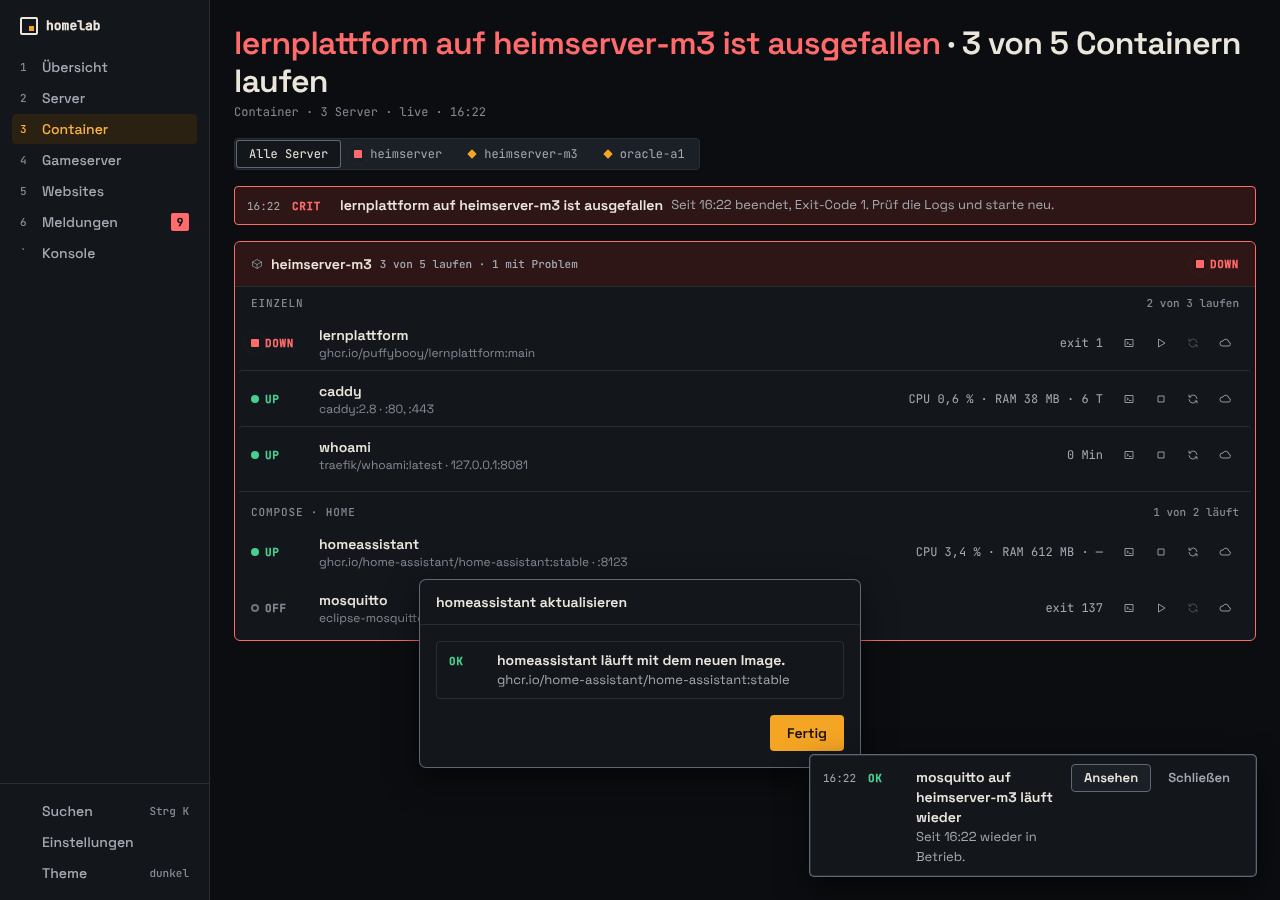 homelab
1 Übersicht
2 Server
3 Container
4 Gameserver
5 Websites
6 Meldungen 9
` Konsole
Suchen Strg K
Einstellungen
Theme dunkel
lernplattform auf heimserver-m3 ist ausgefallen · 3 von 5 Containern
laufen
Container · 3 Server · live · 16:22
Alle Server heimserver heimserver-m3 oracle-a1
16:22 CRIT lernplattform auf heimserver-m3 ist ausgefallen Seit 16:22 beendet, Exit-Code 1. Prüf die Logs und starte neu.
heimserver-m3 3 von 5 laufen · 1 mit Problem DOWN
EINZELN 2 von 3 laufen
DOWN lernplattform exit 1
ghcr.io/puffybooy/lernplattform:main
UP caddy CPU 0,6 % · RAM 38 MB · 6 T
caddy:2.8 · :80, :443
UP whoami 0 Min
traefik/whoami:latest · 127.0.0.1:8081
COMPOSE · HOME 1 von 2 läuft
UP homeassistant CPU 3,4 % · RAM 612 MB · —
ghcr.io/home-assistant/home-assistant:stable · :8123
OFF mosquitto exit 137
eclipse-mosquitt
homeassistant aktualisieren
OK homeassistant läuft mit dem neuen Image.
ghcr.io/home-assistant/home-assistant:stable
Fertig
16:22 OK mosquitto auf
heimserver-m3 läuft
wieder
Seit 16:22 wieder in
Betrieb.
Ansehen Schließen